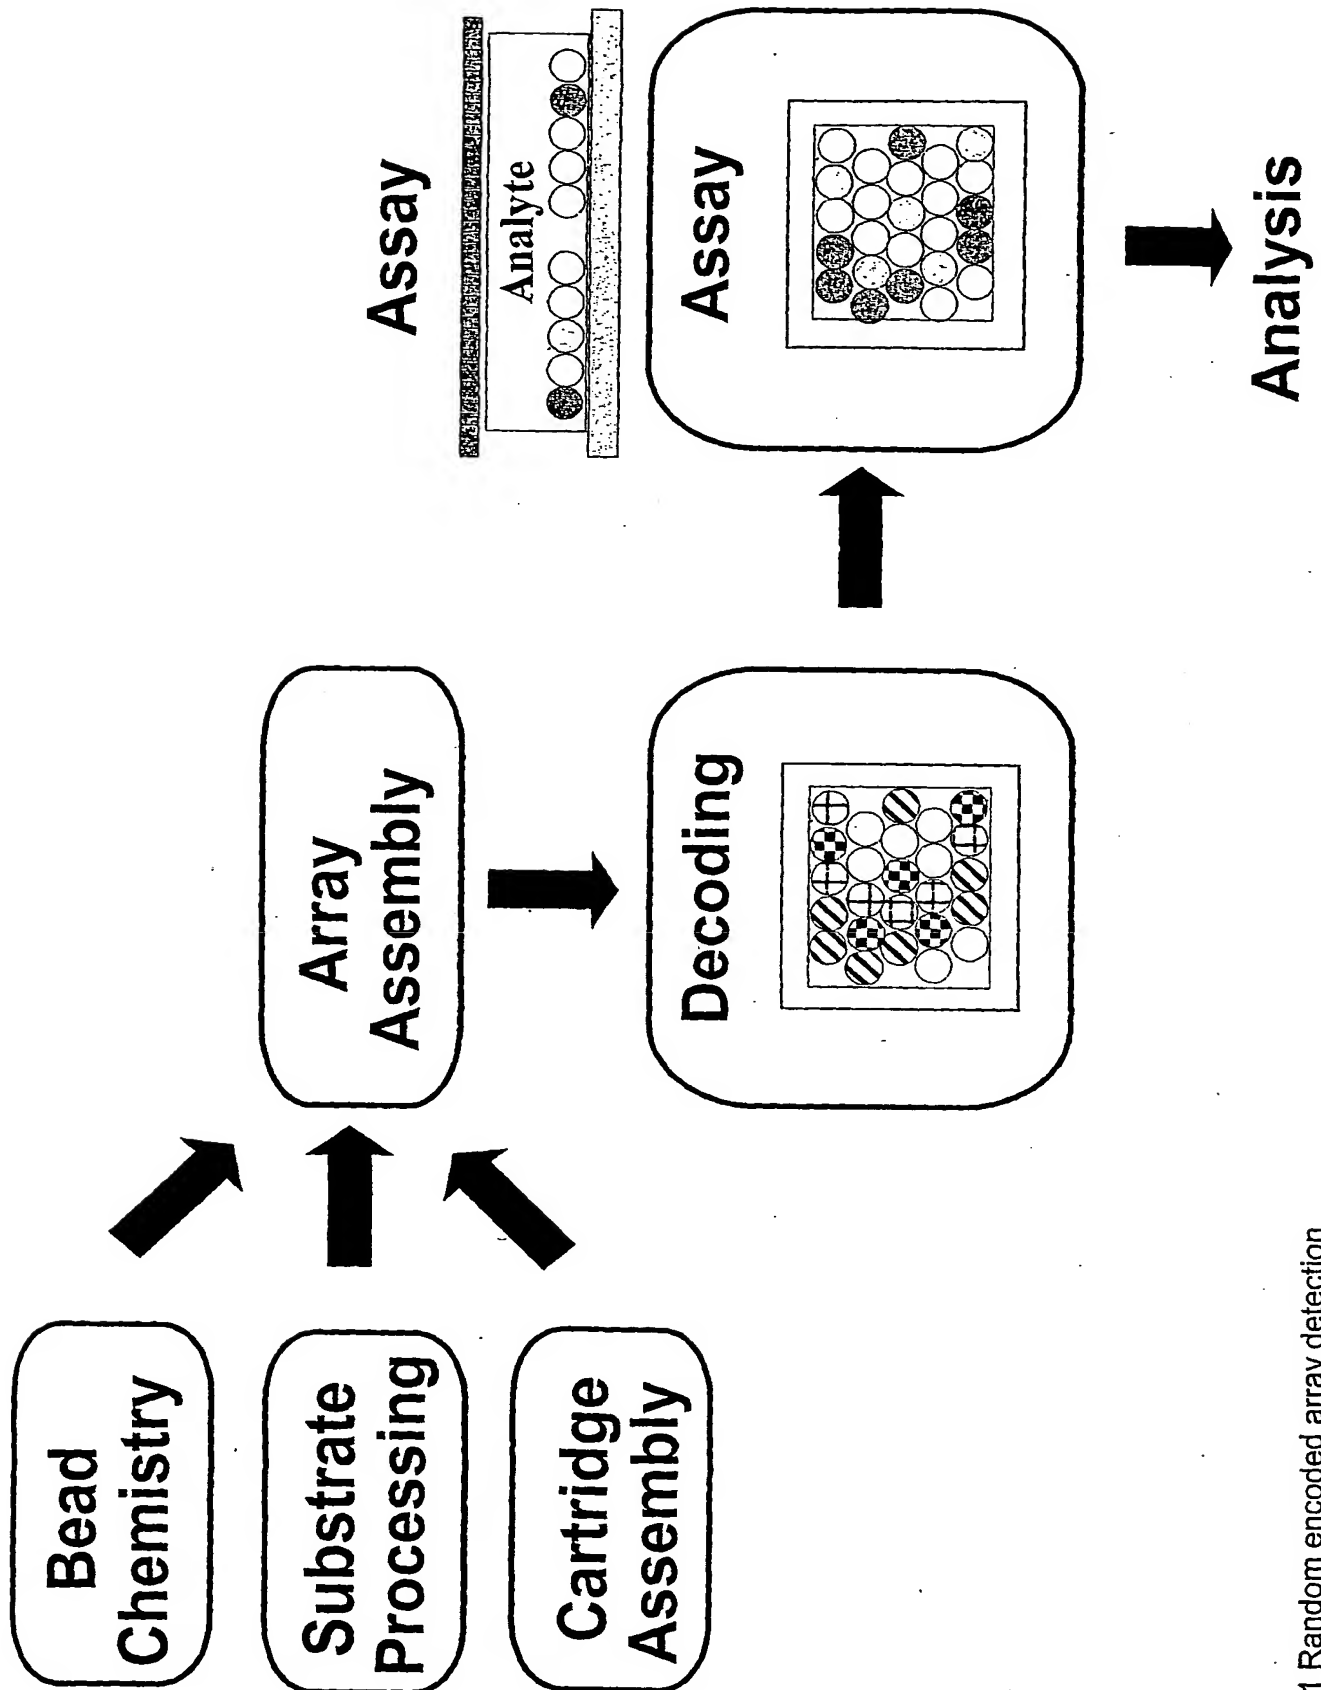 Bead
Chemistry
Substrate
Processing
Cartridge
Assembly
Array
Assembly
Decoding
Assay
Analyte
Assay
Analysis
1 Random encoded array detection